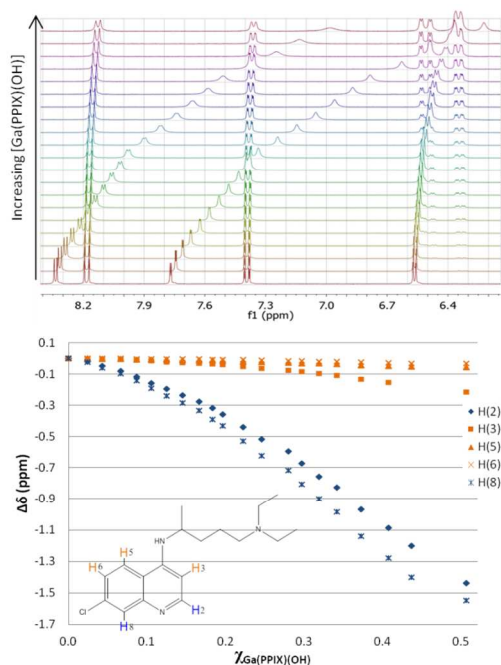 Increasing [Ga(PPIX)(OH)
8.2 7.9 7.6 7.3 7.0 6.7 6.4
f1 (ppm)
0.1
-0.1
-0.3
-0.5
-0.7
-0.9
-1.1
-1.3
-1.5
-1.7
Δδ (ppm)
H(2)
H(3)
H(5)
H(6)
H(8)
N
HN
H5
H6
H3
Cl
N
H2
H8
0.0 0.1 0.2 0.3 0.4 0.5
χGa(PPIX)(OH)